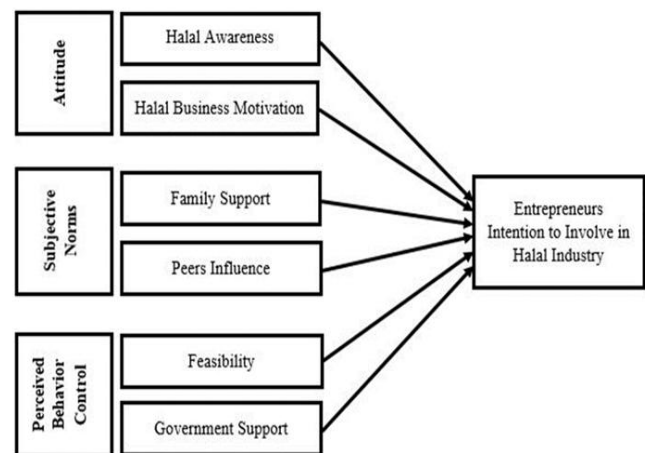 Attitude
Halal Awareness
Halal Business Motivation
Subjective
Norms
Family Support
Peers Influence
Perceived
Behavior
Control
Feasibility
Government Support
Entrepreneurs
Intention to Involve in
Halal Industry